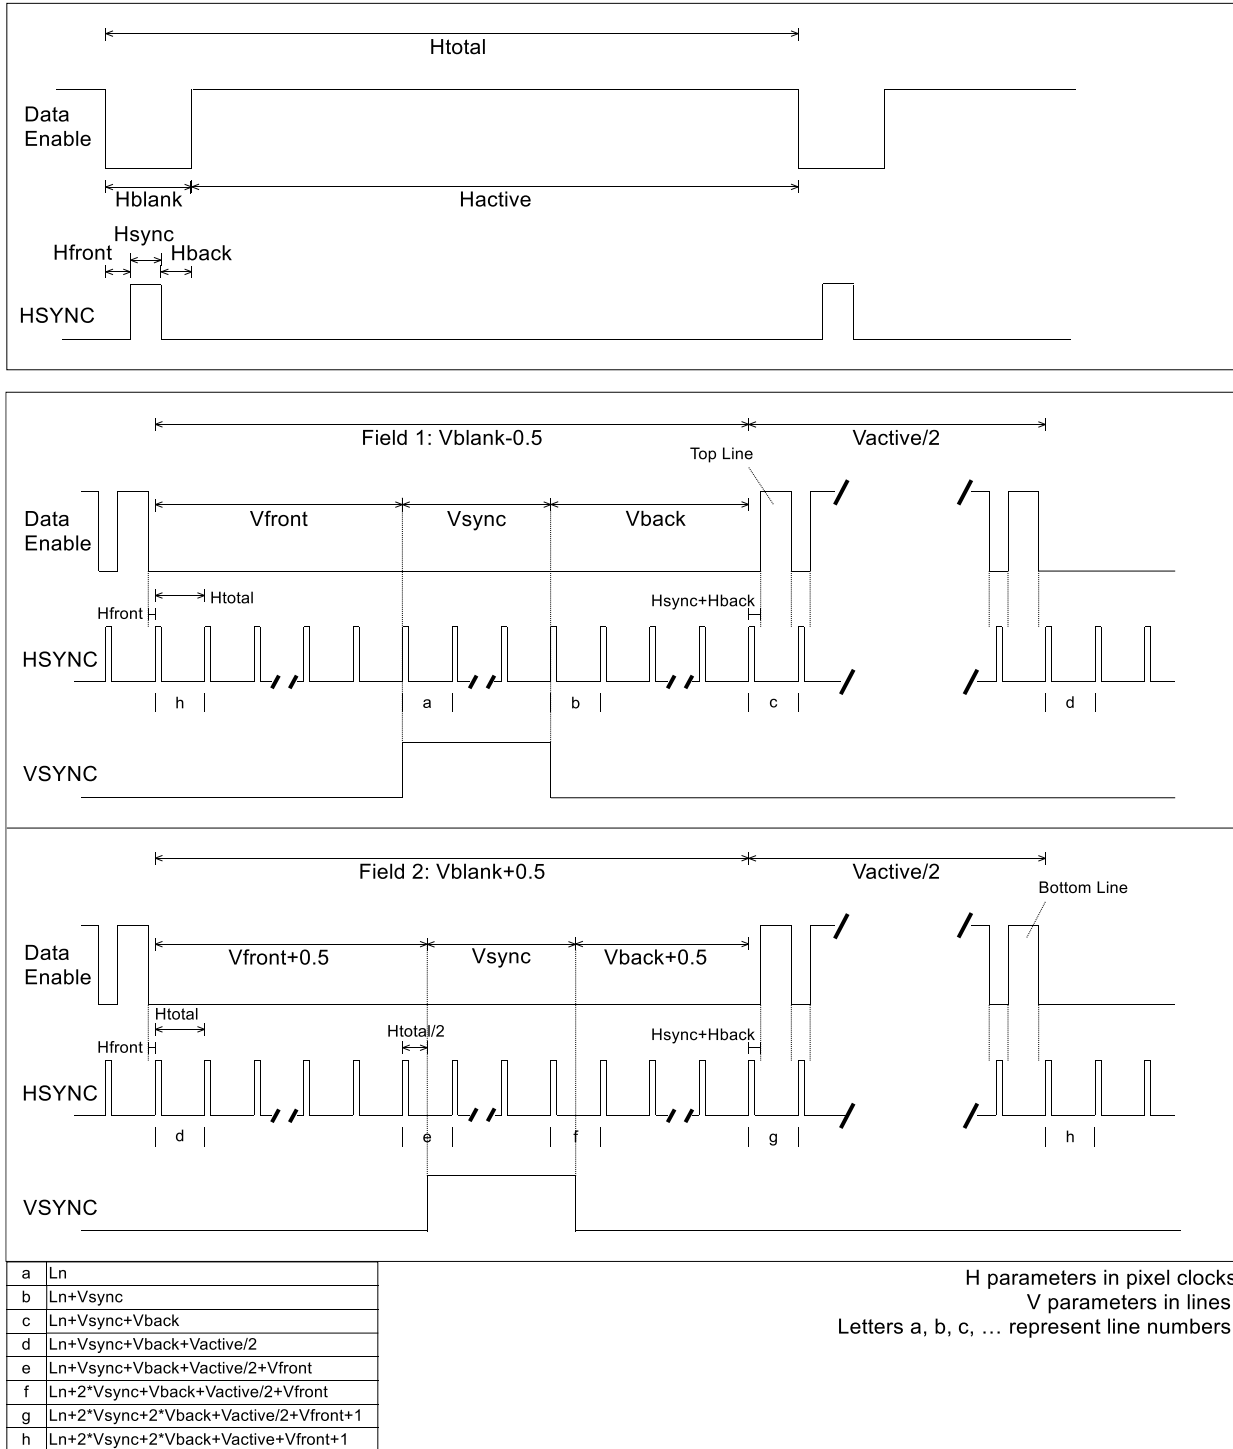 Htotal
Data
Enable
Hblank
Hactive
Hsync
Hfront
Hback
HSYNC
Field 1: Vblank-0.5
Vactive/2
Top Line
Data
Enable
Vfront
Vsync
Vback
Hfront
Htotal
Hsync+Hback
HSYNC
h
a
b
c
d
VSYNC
Field 2: Vblank+0.5
Vactive/2
Bottom Line
Data
Enable
Vfront+0.5
Vsync
Vback+0.5
Htotal
Hfront
Htotal/2
Hsync+Hback
HSYNC
d
e
f
g
h
VSYNC
a Ln
b Ln+Vsync
c Ln+Vsync+Vback
d Ln+Vsync+Vback+Vactive/2
e Ln+Vsync+Vback+Vactive/2+Vfront
f Ln+2*Vsync+Vback+Vactive/2+Vfront
g Ln+2*Vsync+2*Vback+Vactive/2+Vfront+1
h Ln+2*Vsync+2*Vback+Vactive+Vfront+1
H parameters in pixel clocks
V parameters in lines
Letters a, b, c, … represent line numbers